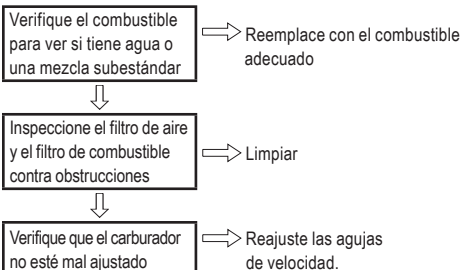 Verifique el combustible
para ver si tiene agua o
una mezcla subestándar
Reemplace con el combustible
adecuado
Inspeccione el filtro de aire
y el filtro de combustible
contra obstrucciones
Limpiar
Verifique que el carburador
no esté mal ajustado
Reajuste las agujas
de velocidad.